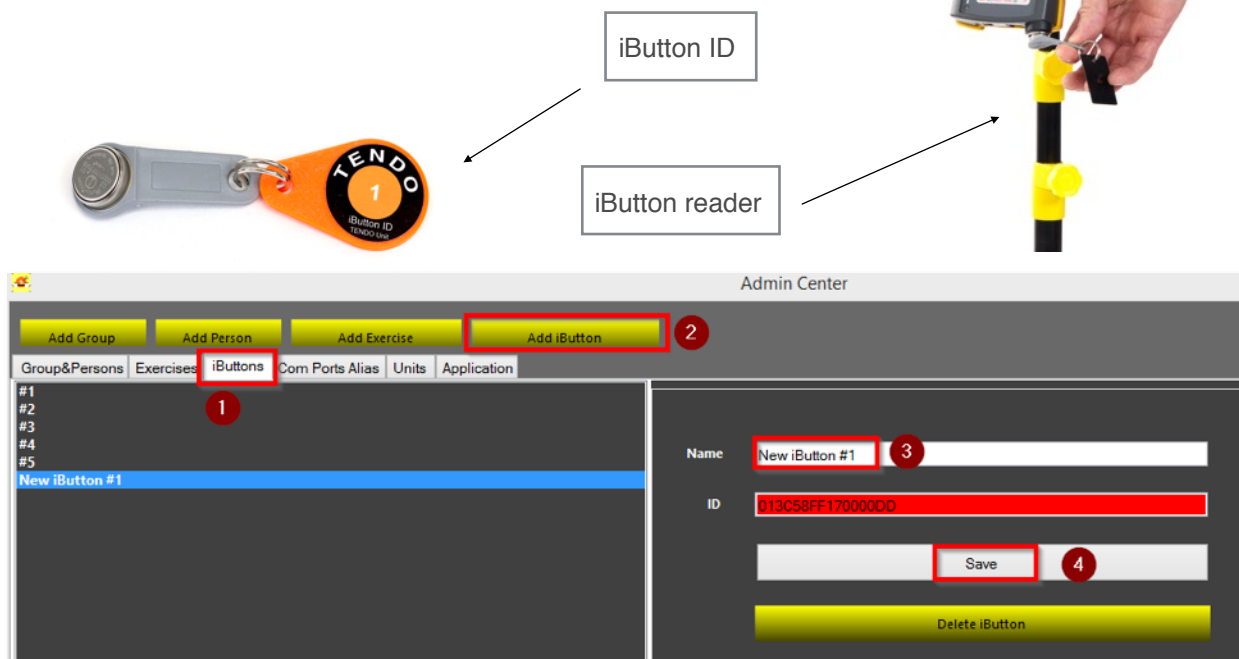 iButton ID
TENDO
1
iButton ID
TENDO Unit
iButton reader
Admin Center
Add Group Add Person Add Exercise Add iButton 2
Group&Persons Exercises iButtons Com Ports Alias Units Application
1
#1
#2
#3
#4
#5
New iButton #1
Name New iButton #1 3
ID 013C58FF170000DD
Save 4
Delete iButton